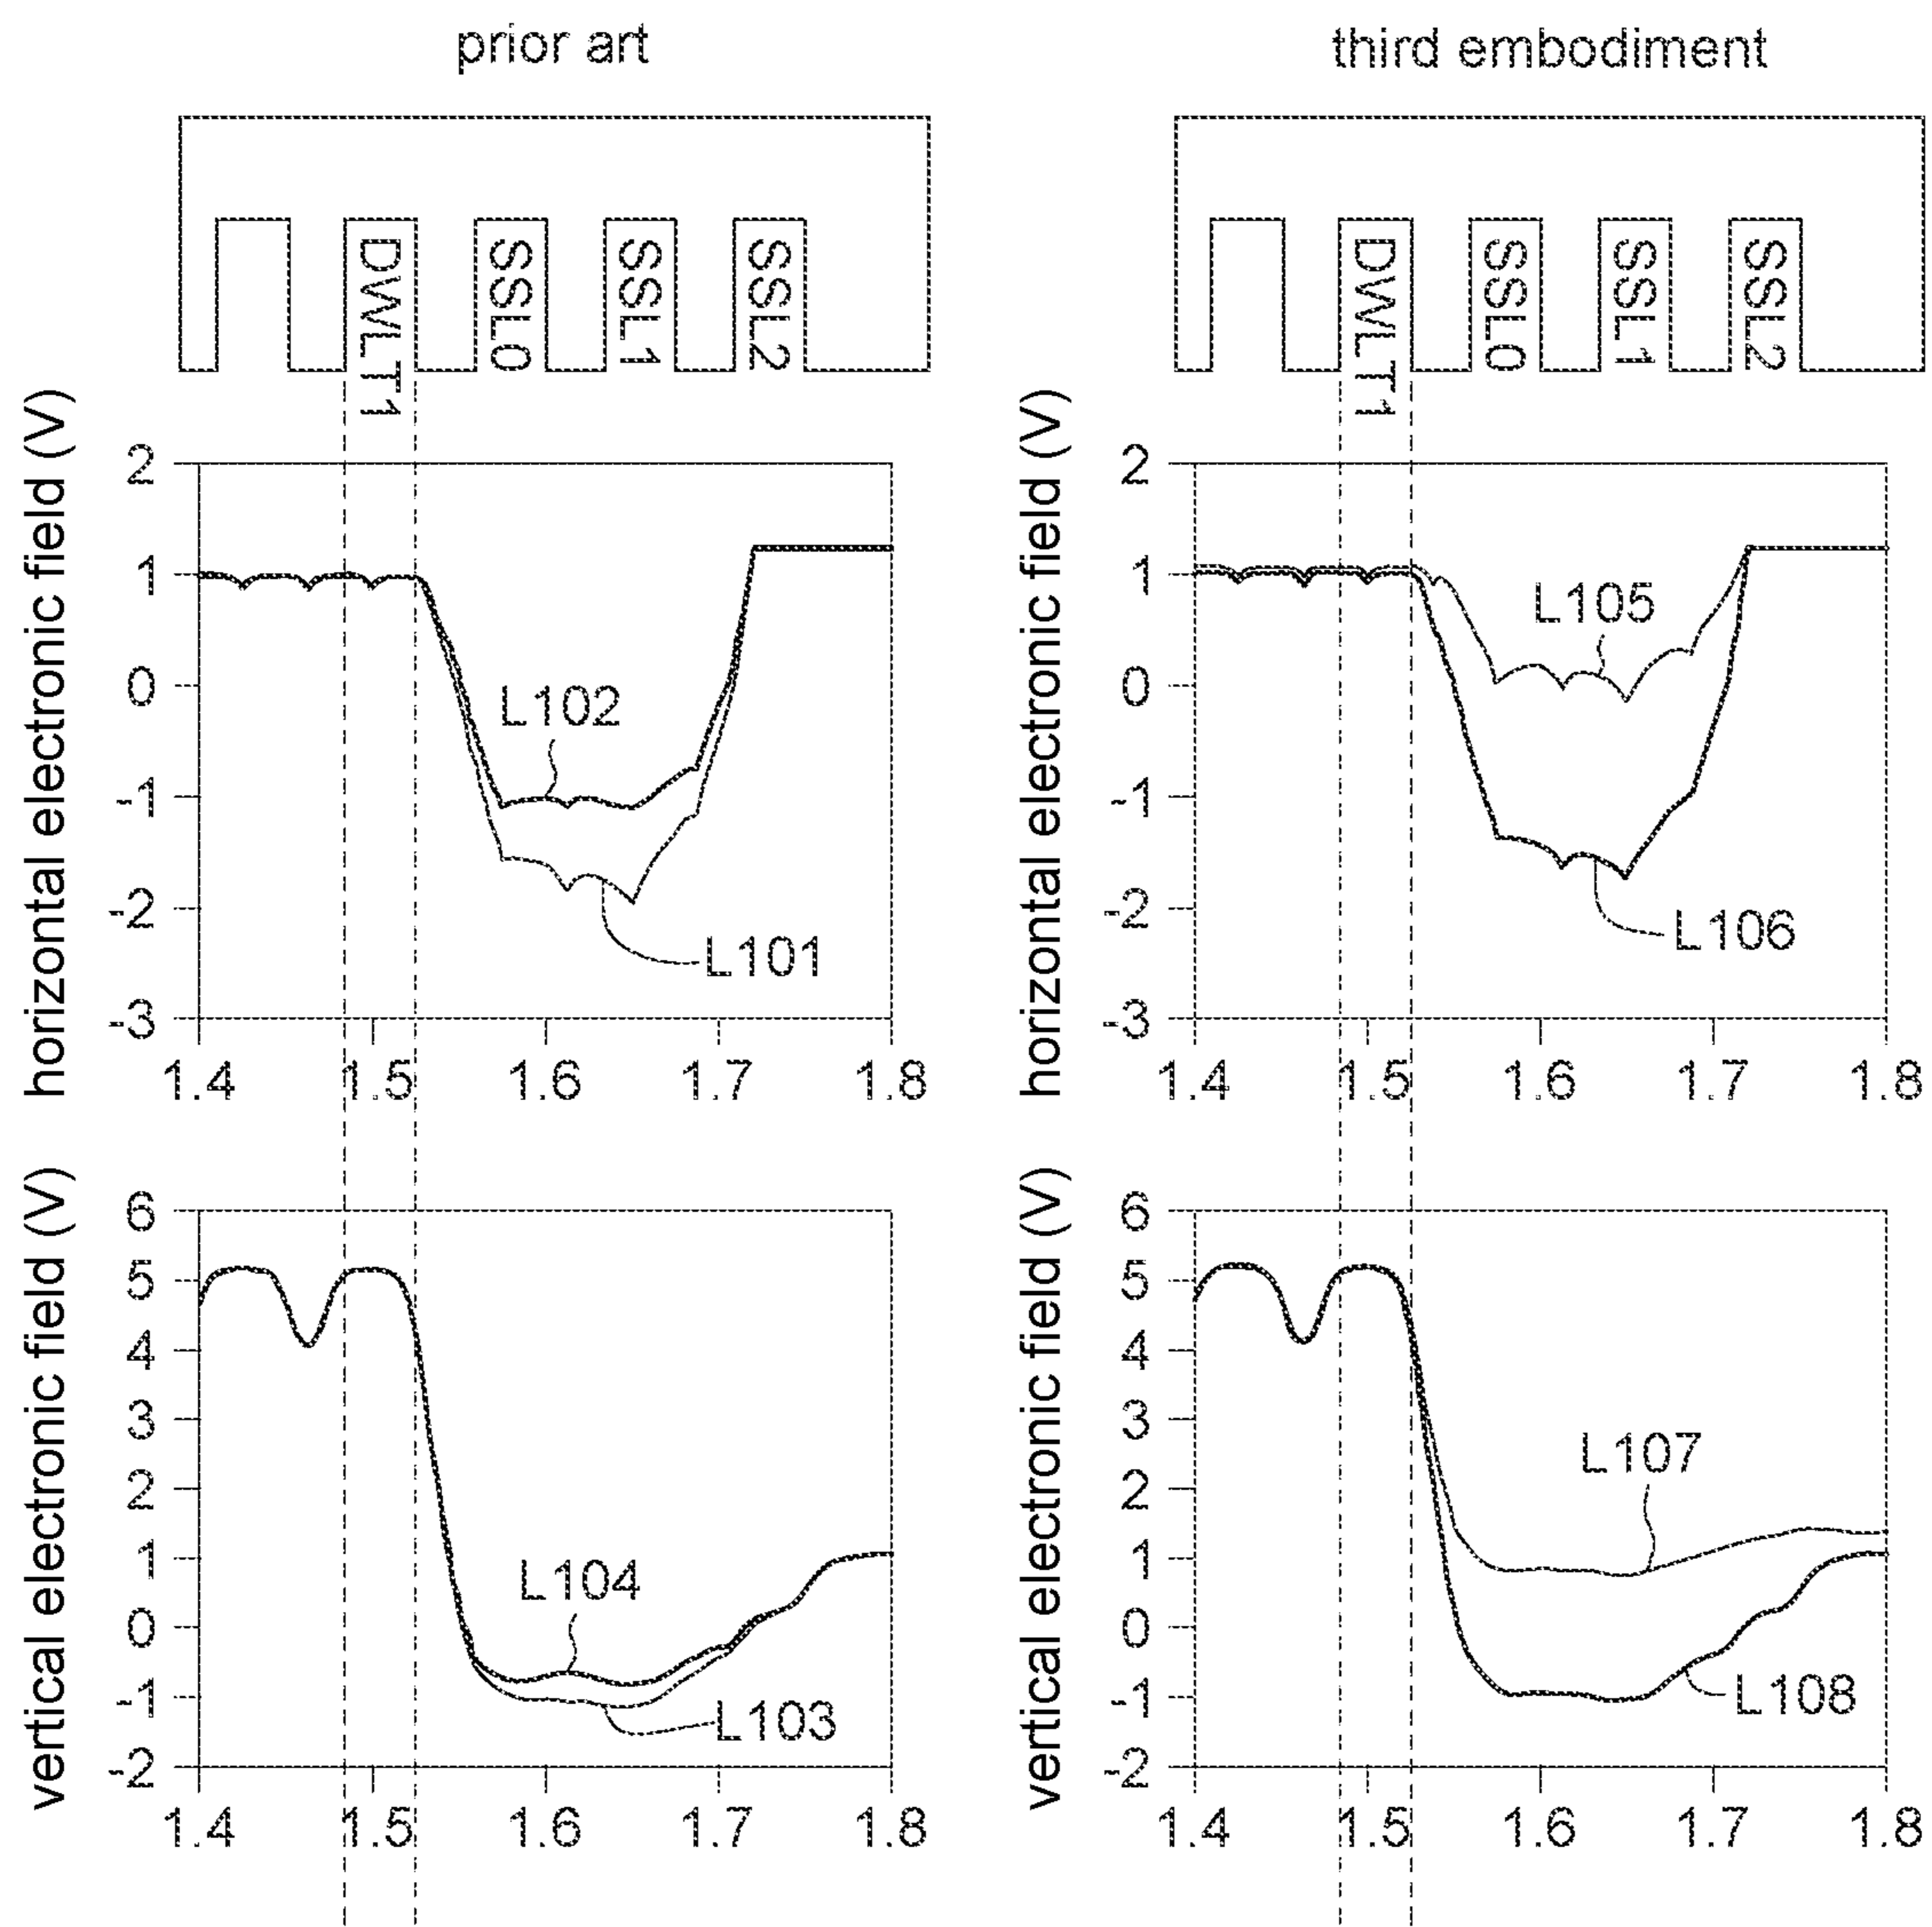 prior art
third embodiment
DWLT1
SSL0
SSL1
SSL2
DWLT1
SSL0
SSL1
SSL2
horizontal electronic field (V)
2
1
0
-1
-2
-3
L102
L101
1.4 1.5 1.6 1.7 1.8
horizontal electronic field (V)
2
1
0
-1
-2
-3
L105
L106
1.4 1.5 1.6 1.7 1.8
vertical electronic field (V)
6
5
4
3
2
1
0
-1
-2
L104
L103
1.4 1.5 1.6 1.7 1.8
vertical electronic field (V)
6
5
4
3
2
1
0
-1
-2
L107
L108
1.4 1.5 1.6 1.7 1.8